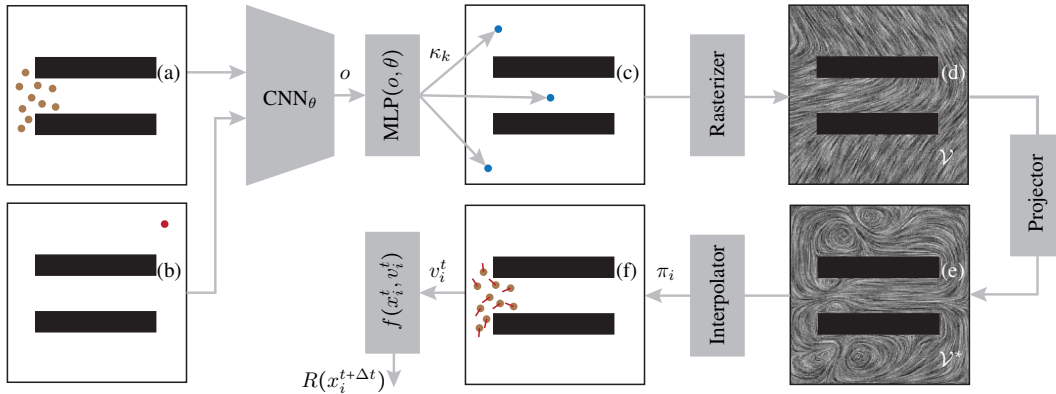 (a)
CNN_θ
o
MLP(o, θ)
κ_k
(c)
Rasterizer
(d)
𝒱
Projector
(b)
f(x_i^t, v_i^t)
v_i^t
(f)
π_i
Interpolator
(e)
𝒱*
R(x_i^{t+Δt})